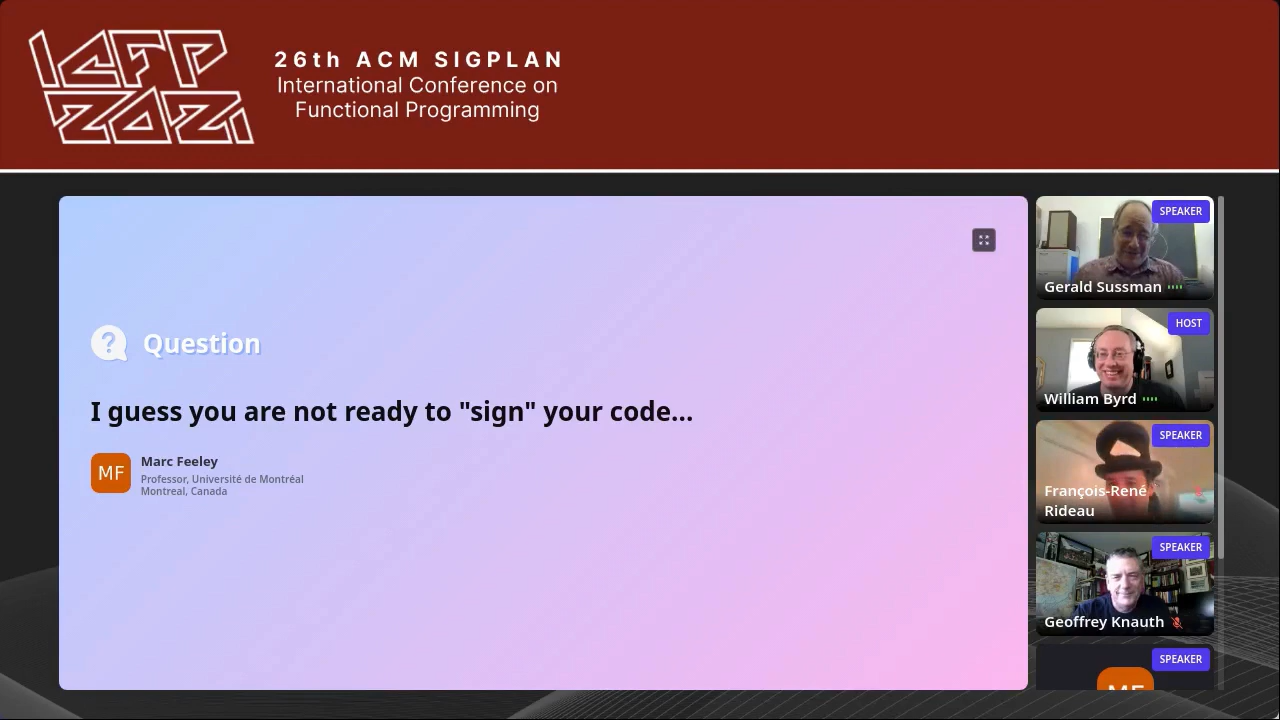 ICFP
2021
26th ACM SIGPLAN
International Conference on
Functional Programming
Question
I guess you are not ready to "sign" your code...
MF
Marc Feeley
Professor, Université de Montréal
Montreal, Canada
SPEAKER
Gerald Sussman
HOST
William Byrd
SPEAKER
François-René
Rideau
SPEAKER
Geoffrey Knauth
SPEAKER
MF